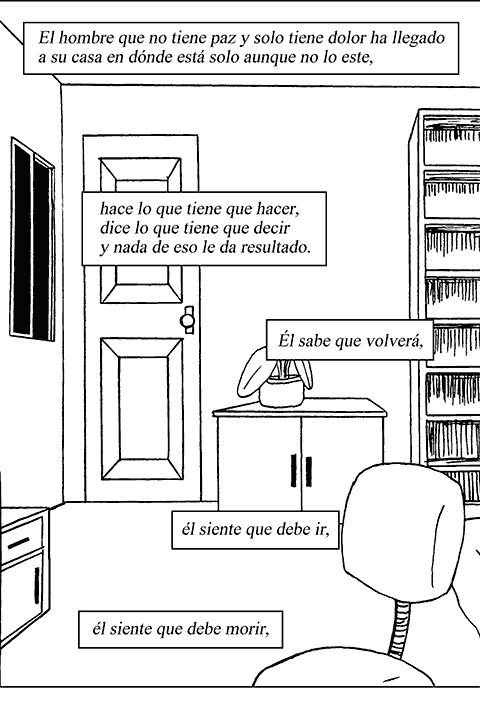 El hombre que no tiene paz y solo tiene dolor ha llegado
a su casa en dónde está solo aunque no lo este,
hace lo que tiene que hacer,
dice lo que tiene que decir
y nada de eso le da resultado.
Él sabe que volverá,
él siente que debe ir,
él siente que debe morir,